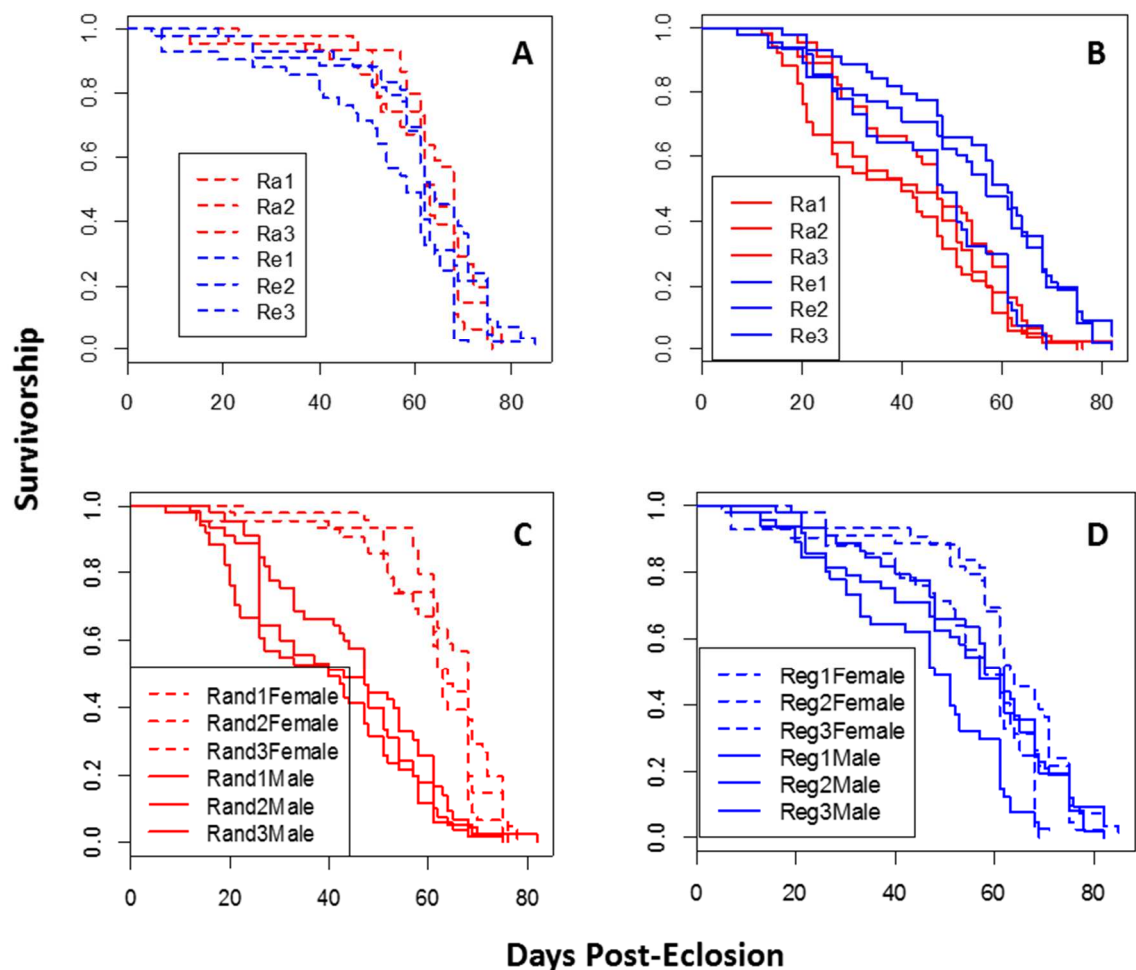 Survivorship
A
1.0
0.8
0.6
0.4
0.2
0.0
Ra1
Ra2
Ra3
Re1
Re2
Re3
0 20 40 60 80
B
1.0
0.8
0.6
0.4
0.2
0.0
Ra1
Ra2
Ra3
Re1
Re2
Re3
0 20 40 60 80
C
1.0
0.8
0.6
0.4
0.2
0.0
Rand1Female
Rand2Female
Rand3Female
Rand1Male
Rand2Male
Rand3Male
0 20 40 60 80
D
1.0
0.8
0.6
0.4
0.2
0.0
Reg1Female
Reg2Female
Reg3Female
Reg1Male
Reg2Male
Reg3Male
0 20 40 60 80
Days Post-Eclosion